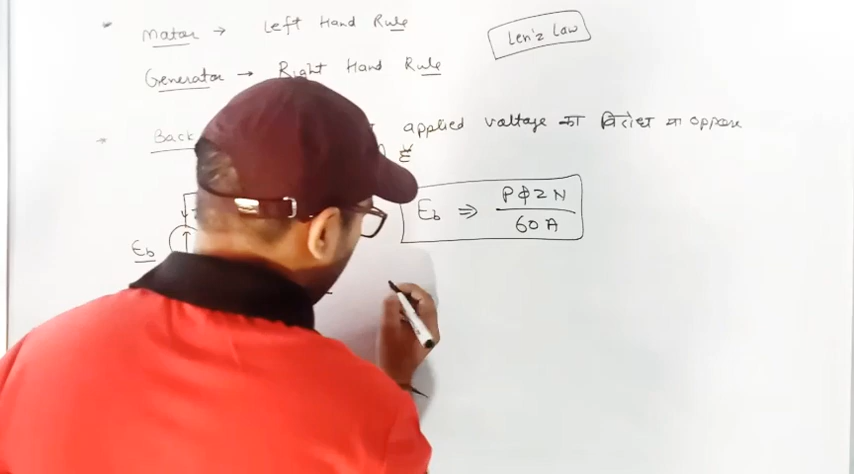 Motor → Left Hand Rule
Len'z Law
Generator → Right Hand Rule
Back applied voltage का विरोध या oppose
है
Eb ⇒ PΦZN
60 A
Eb